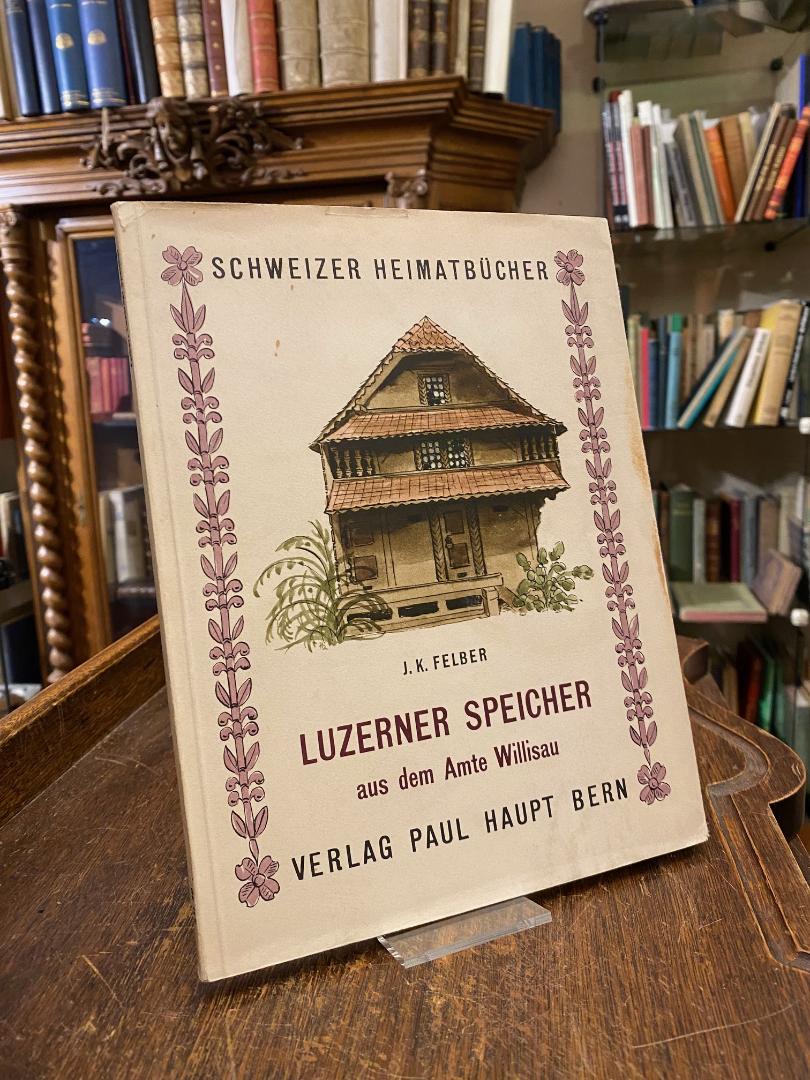 SCHWEIZER HEIMATBÜCHER
J. K. FELBER
LUZERNER SPEICHER
aus dem Amte Willisau
VERLAG PAUL HAUPT BERN